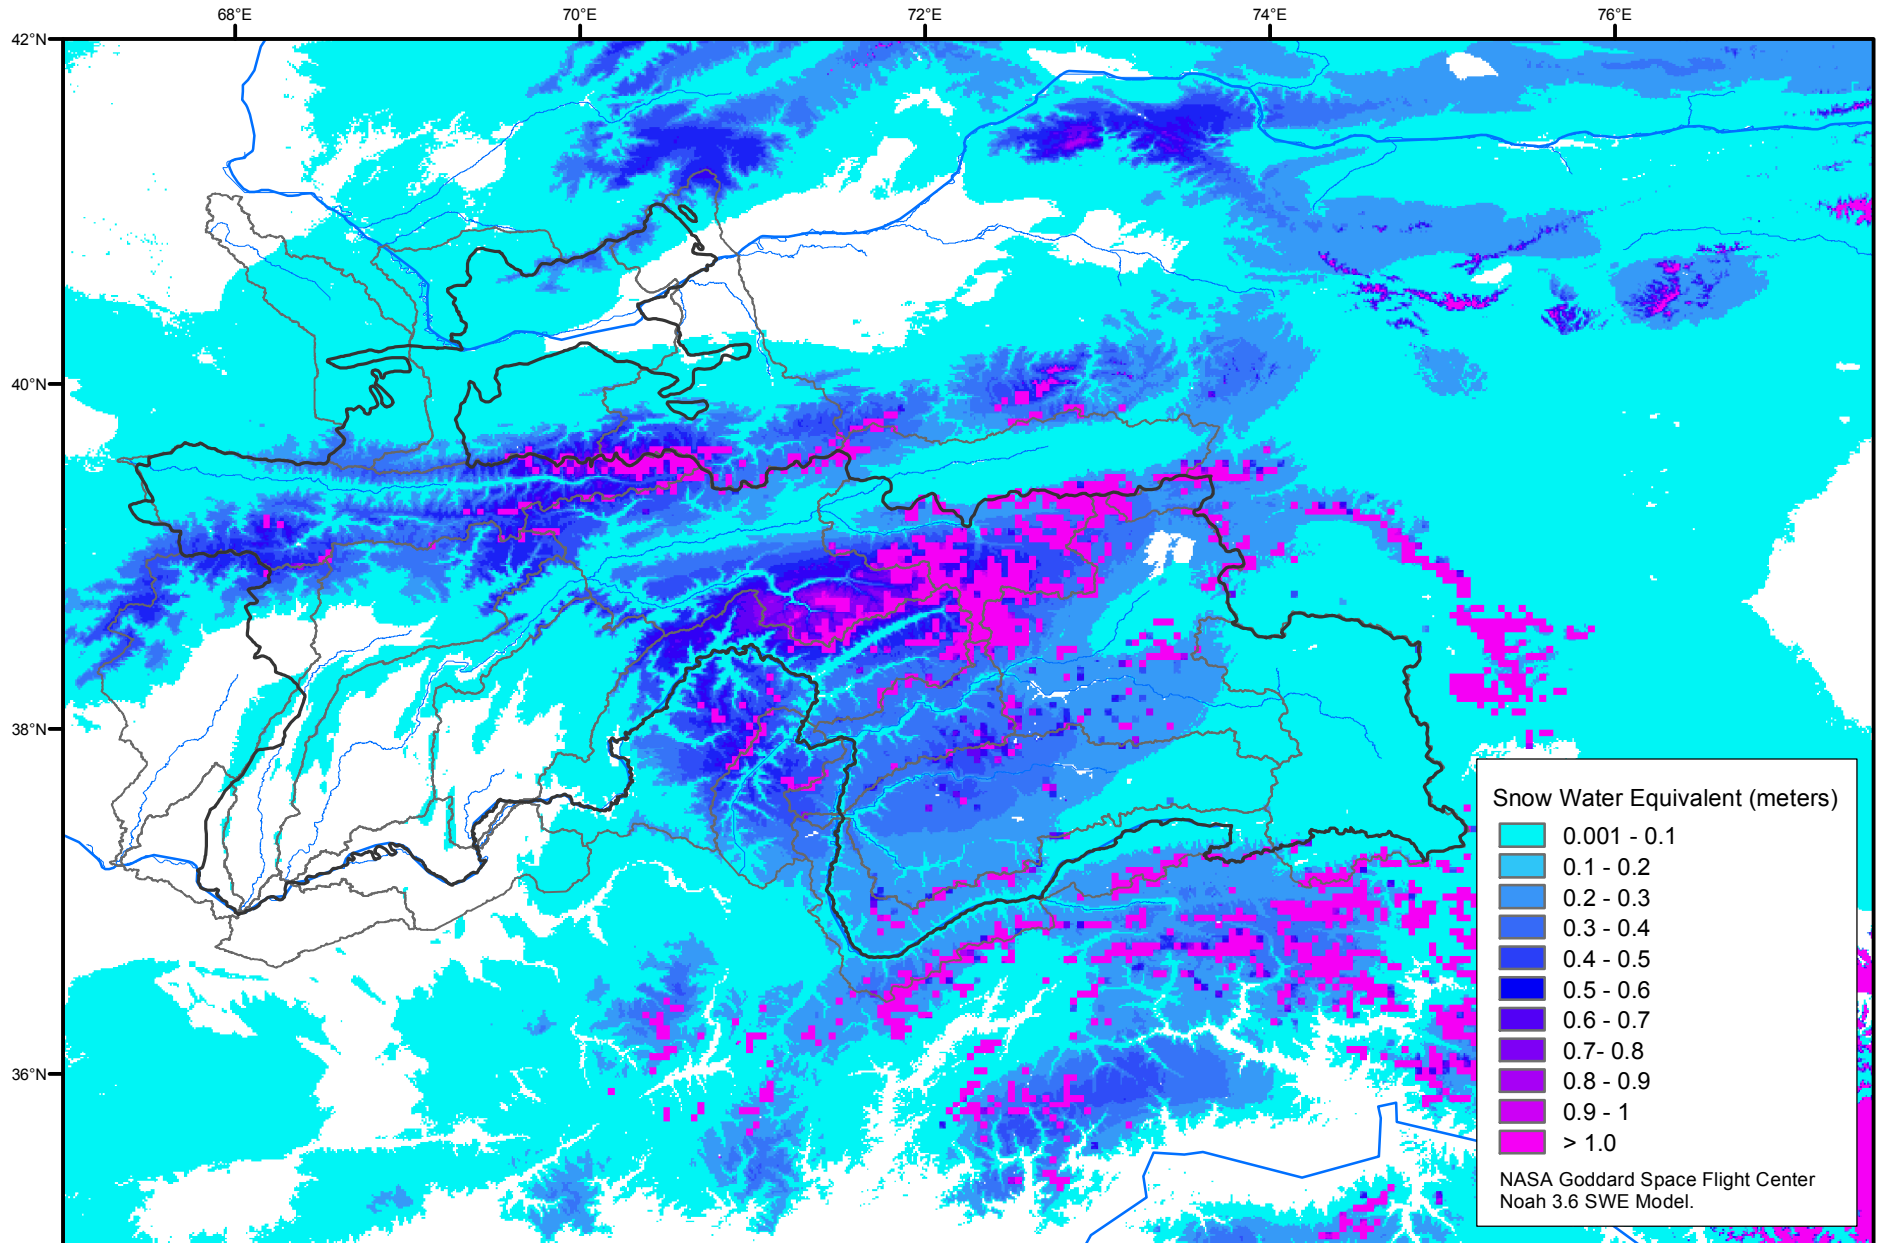 68°E 70°E 72°E 74°E 76°E
42°N
40°N
38°N
36°N
Snow Water Equivalent (meters)
0.001 - 0.1
0.1 - 0.2
0.2 - 0.3
0.3 - 0.4
0.4 - 0.5
0.5 - 0.6
0.6 - 0.7
0.7- 0.8
0.8 - 0.9
0.9 - 1
> 1.0
NASA Goddard Space Flight Center
Noah 3.6 SWE Model.